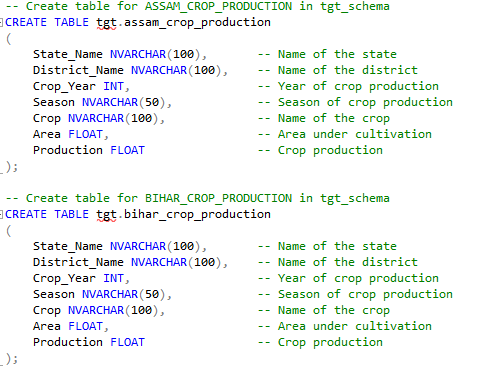 -- Create table for ASSAM_CROP_PRODUCTION in tgt_schema
CREATE TABLE tgt.assam_crop_production
(
    State_Name NVARCHAR(100),       -- Name of the state
    District_Name NVARCHAR(100),    -- Name of the district
    Crop_Year INT,                  -- Year of crop production
    Season NVARCHAR(50),            -- Season of crop production
    Crop NVARCHAR(100),             -- Name of the crop
    Area FLOAT,                     -- Area under cultivation
    Production FLOAT                -- Crop production
);

-- Create table for BIHAR_CROP_PRODUCTION in tgt_schema
CREATE TABLE tgt.bihar_crop_production
(
    State_Name NVARCHAR(100),       -- Name of the state
    District_Name NVARCHAR(100),    -- Name of the district
    Crop_Year INT,                  -- Year of crop production
    Season NVARCHAR(50),            -- Season of crop production
    Crop NVARCHAR(100),             -- Name of the crop
    Area FLOAT,                     -- Area under cultivation
    Production FLOAT                -- Crop production
);